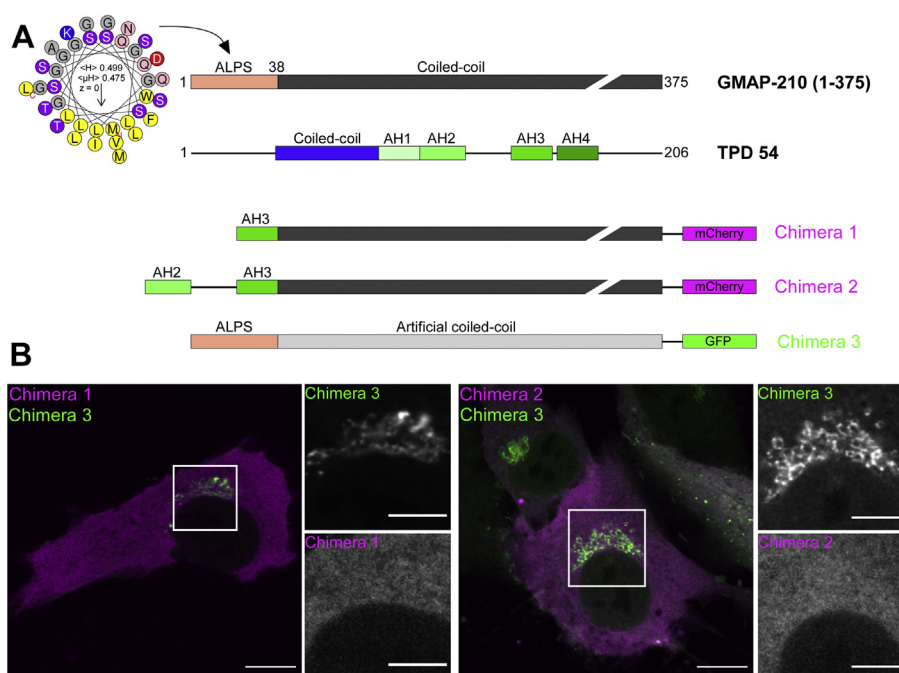 A
<H> 0.499
<μH> 0.475
z = 0
ALPS
38
Coiled-coil
1
375
GMAP-210 (1-375)
Coiled-coil
AH1
AH2
AH3
AH4
1
206
TPD 54
AH3
mCherry
Chimera 1
AH2
AH3
mCherry
Chimera 2
ALPS
Artificial coiled-coil
GFP
Chimera 3
B
Chimera 1
Chimera 3
Chimera 3
Chimera 1
Chimera 2
Chimera 3
Chimera 3
Chimera 2